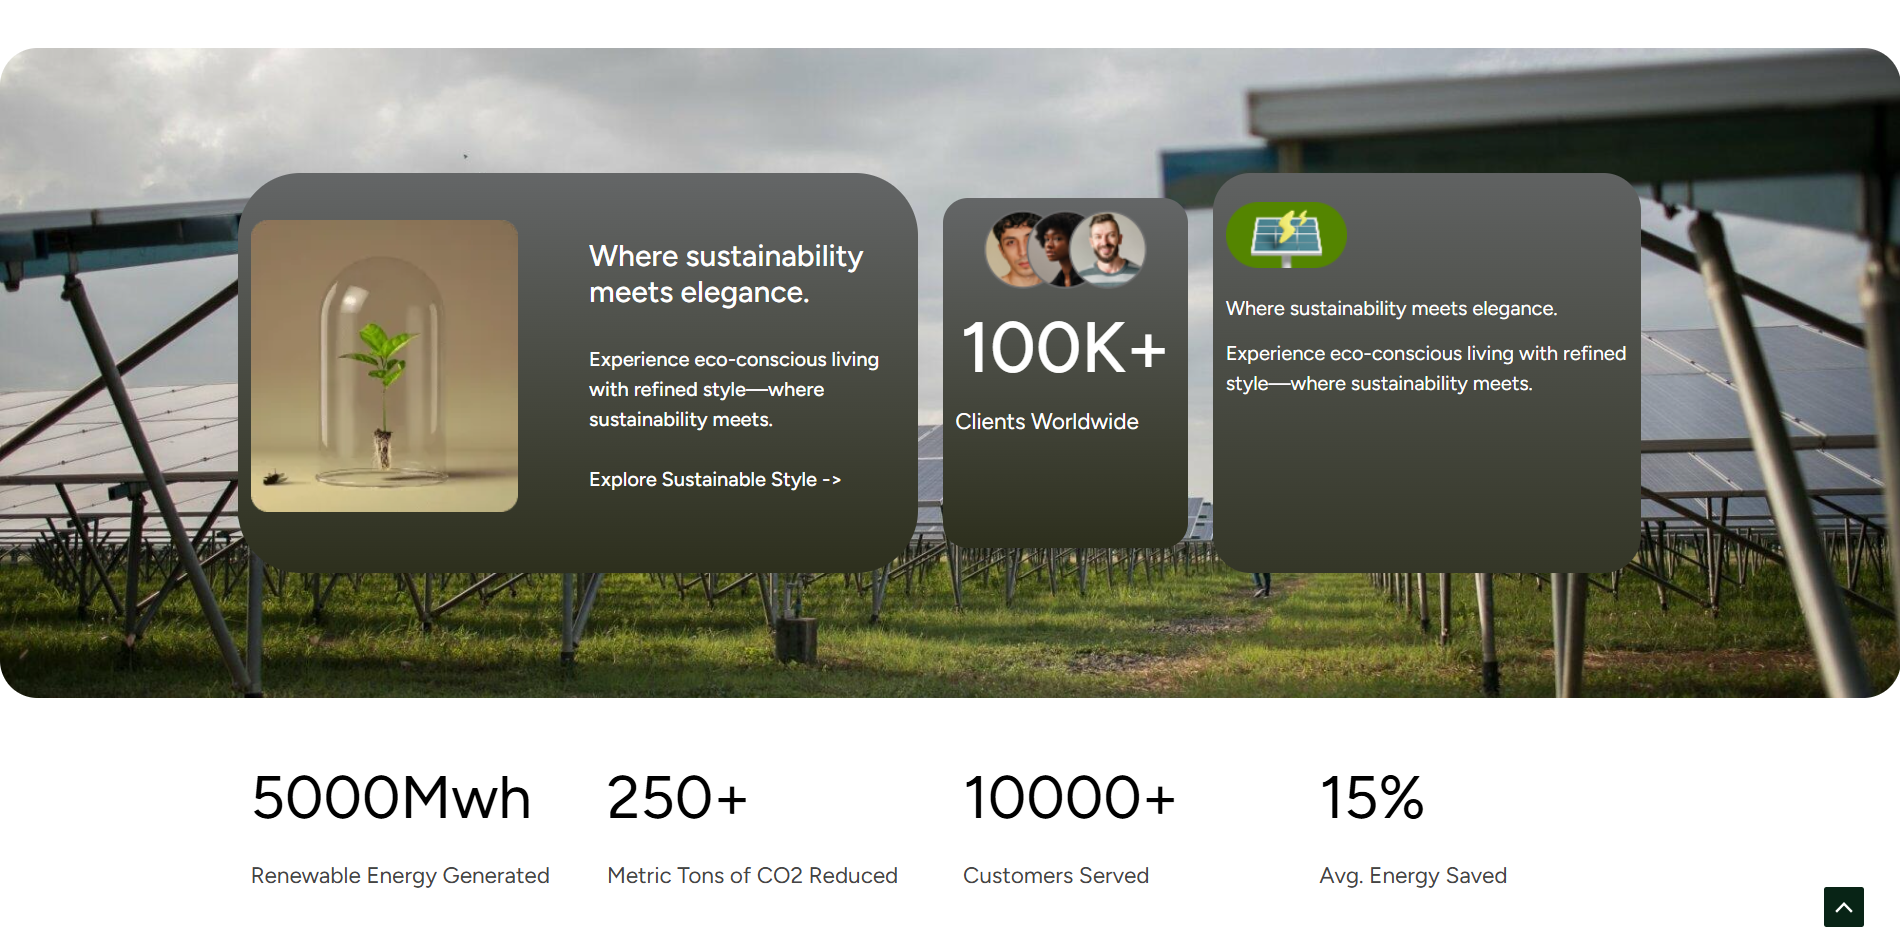 Where sustainability
meets elegance.
Experience eco-conscious living
with refined style—where
sustainability meets.
Explore Sustainable Style ->
100K+
Clients Worldwide
Where sustainability meets elegance.
Experience eco-conscious living with refined
style—where sustainability meets.
5000Mwh
Renewable Energy Generated
250+
Metric Tons of CO2 Reduced
10000+
Customers Served
15%
Avg. Energy Saved